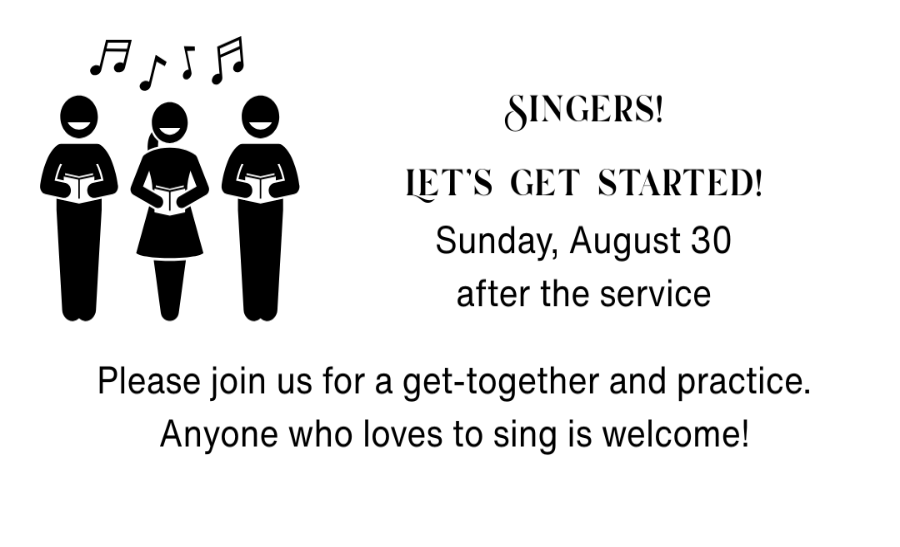 Singers!
Let's get started!
Sunday, August 30
after the service
Please join us for a get-together and practice.
Anyone who loves to sing is welcome!